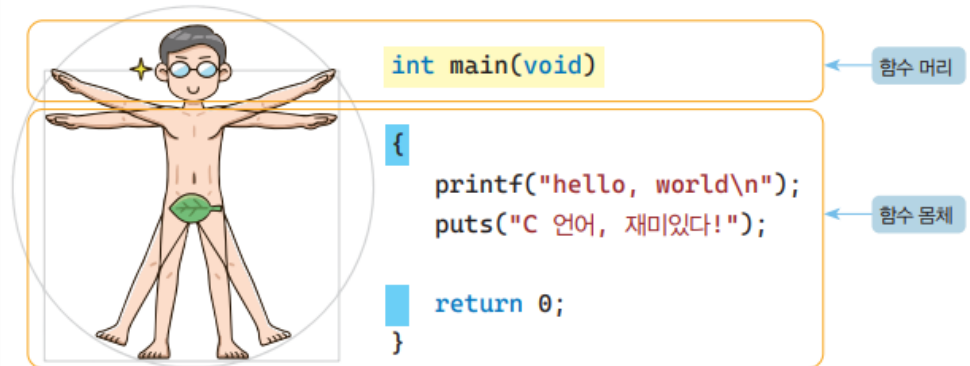 int main(void)
함수 머리
{
printf("hello, world\n");
puts("C 언어, 재미있다!");
함수 몸체
return 0;
}